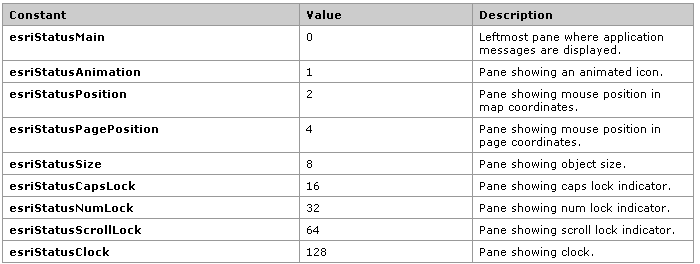 Constant Value Description
esriStatusMain 0 Leftmost pane where application
messages are displayed.
esriStatusAnimation 1 Pane showing an animated icon.
esriStatusPosition 2 Pane showing mouse position in
map coordinates.
esriStatusPagePosition 4 Pane showing mouse position in
page coordinates.
esriStatusSize 8 Pane showing object size.
esriStatusCapsLock 16 Pane showing caps lock indicator.
esriStatusNumLock 32 Pane showing num lock indicator.
esriStatusScrollLock 64 Pane showing scroll lock indicator.
esriStatusClock 128 Pane showing clock.